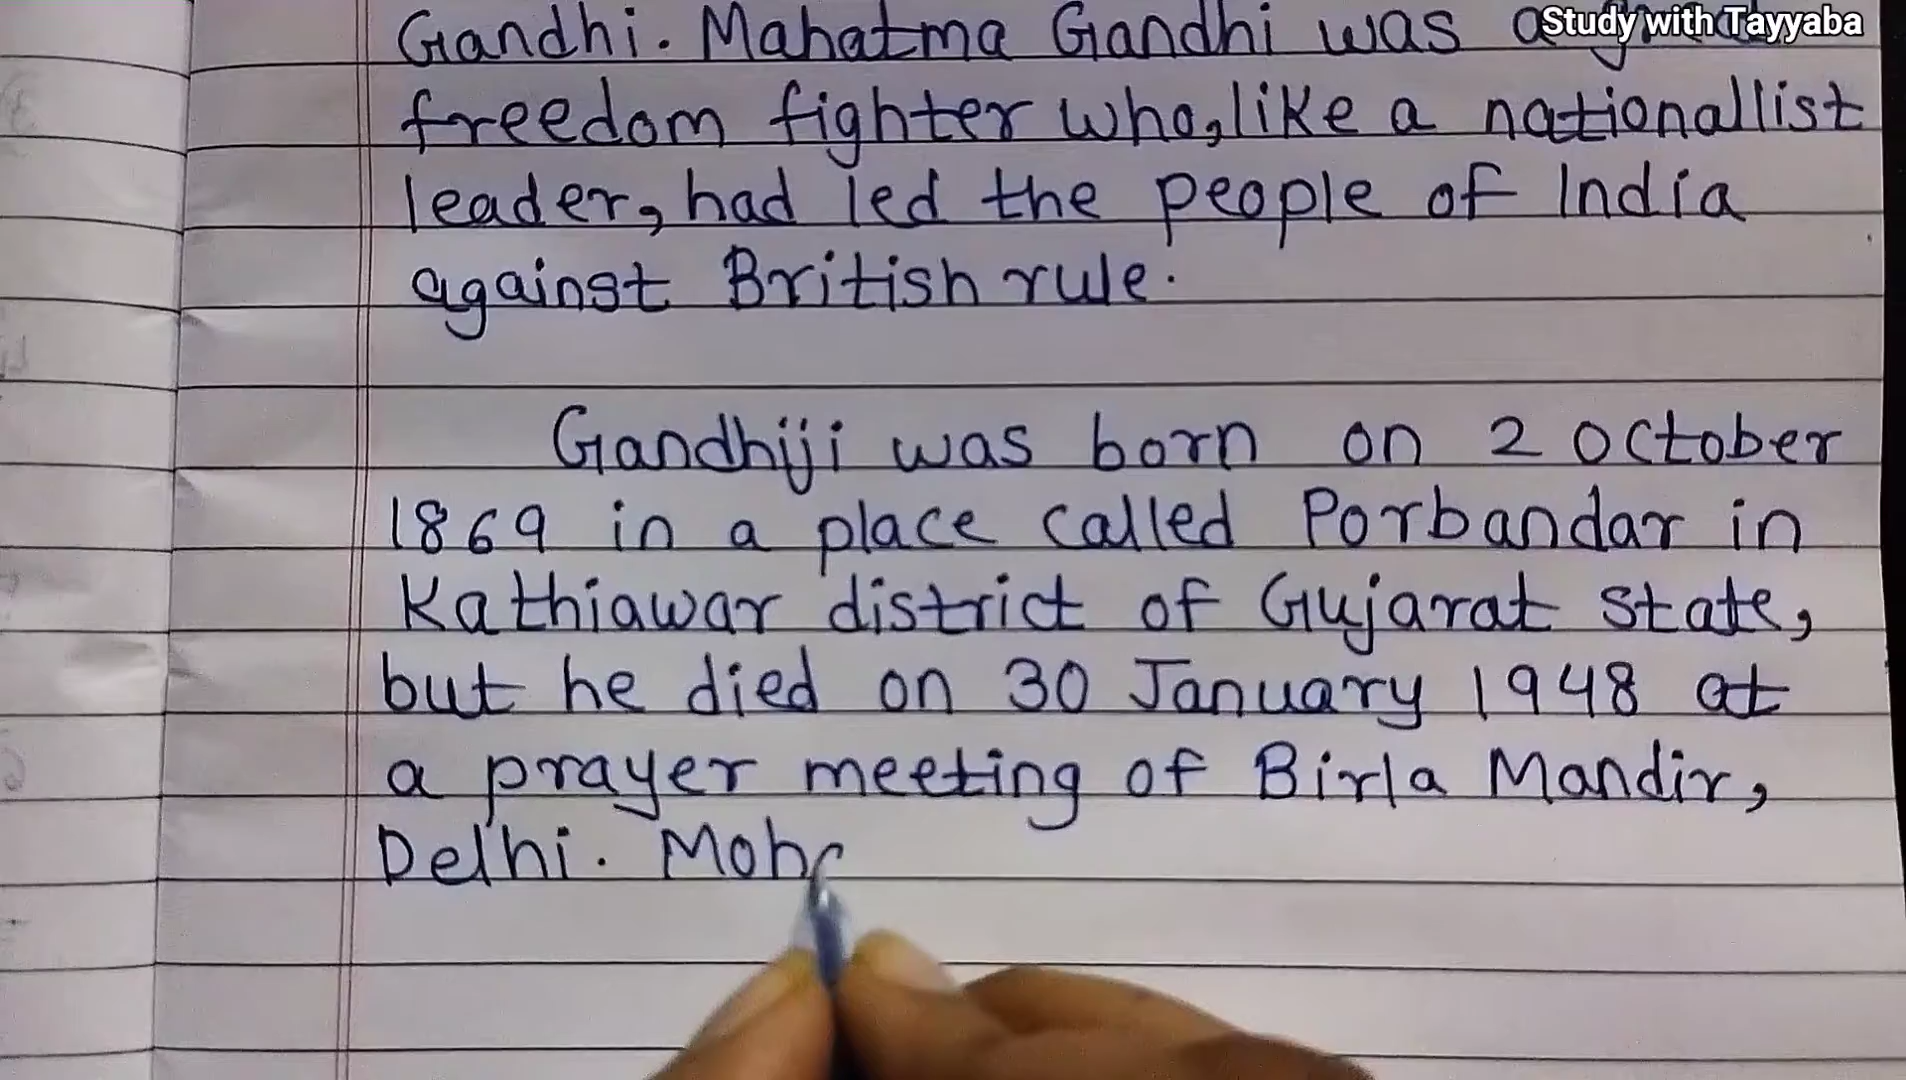 Study with Tayyaba
Gandhi. Mahatma Gandhi was a
freedom fighter who, like a nationallist
leader, had led the people of India
against British rule.
Gandhiji was born on 2 October
1869 in a place called Porbandar in
Kathiawar district of Gujarat state,
but he died on 30 January 1948 at
a prayer meeting of Birla Mandir,
Delhi. Moha